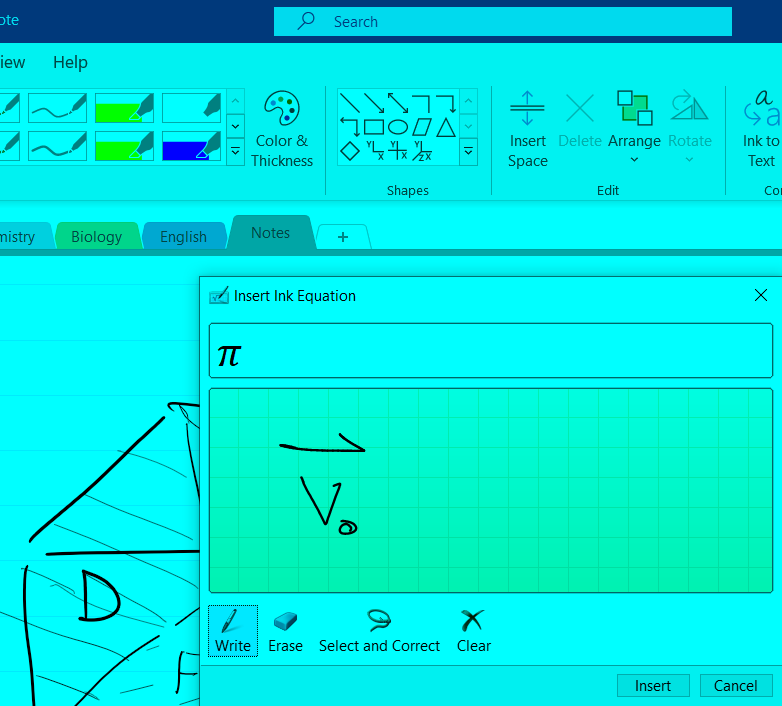 ote
Search
iew Help
Color &
Thickness
Shapes
Insert
Space
Delete
Arrange
Rotate
Edit
Ink to
Text
Co
mistry
Biology
English
Notes
+
Insert Ink Equation
π
V₀
D
Write
Erase
Select and Correct
Clear
Insert
Cancel